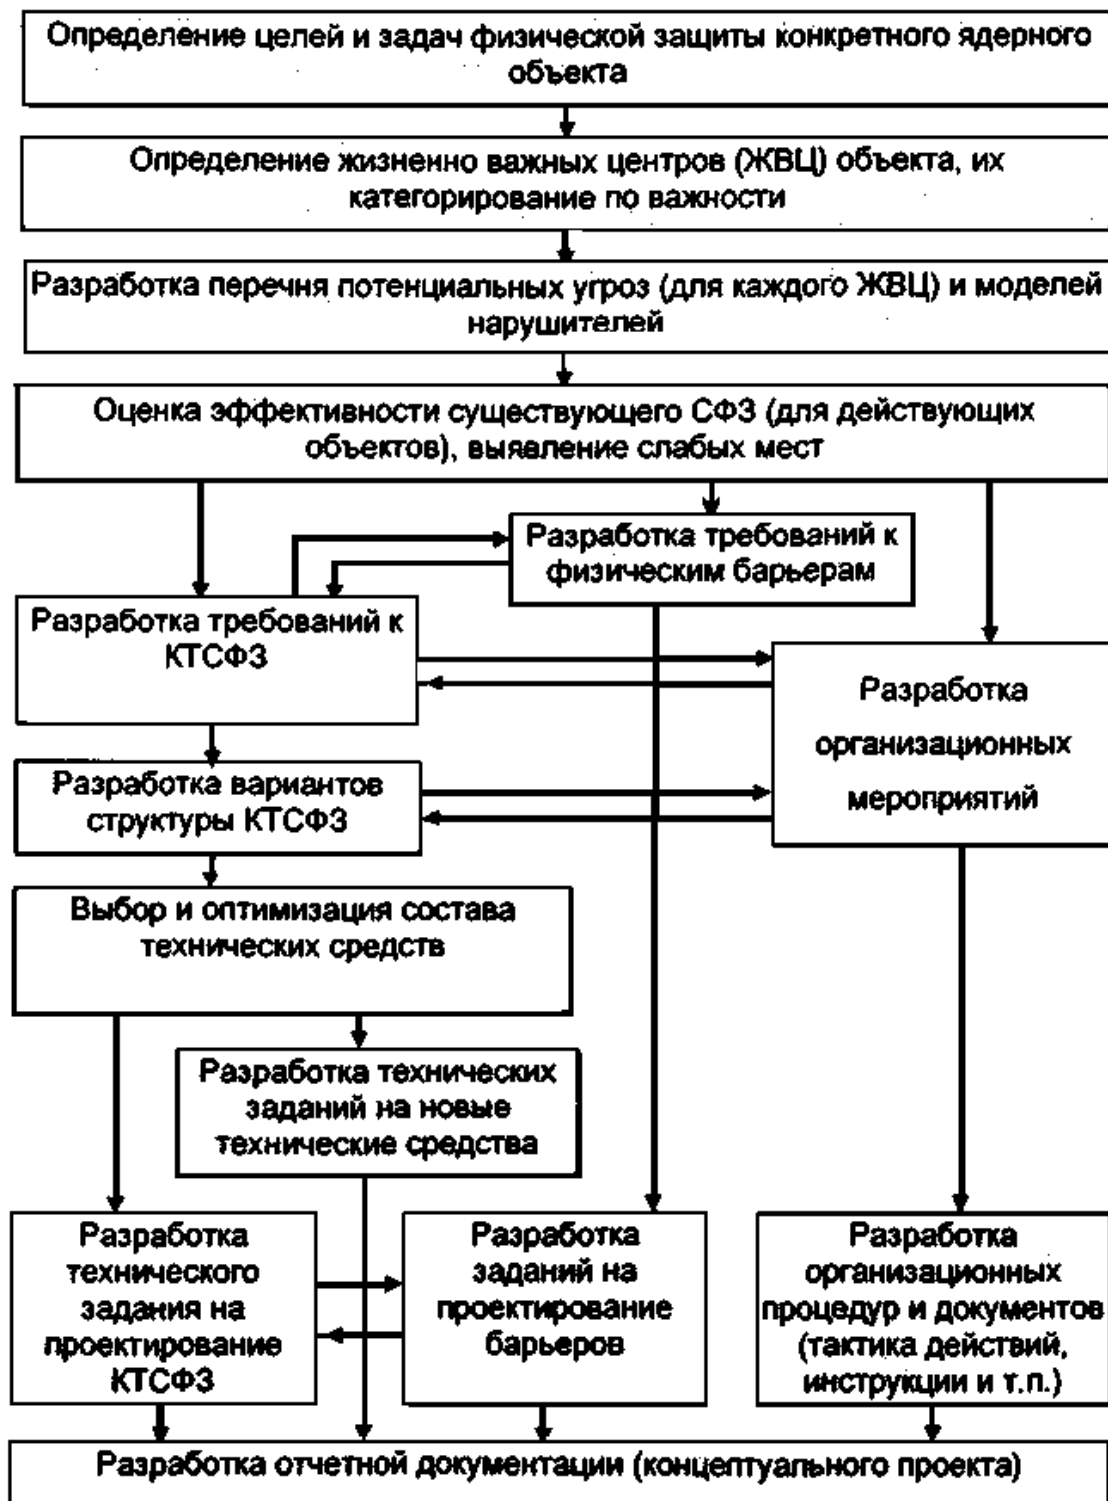 Определение целей и задач физической защиты конкретного ядерного
объекта
Определение жизненно важных центров (ЖВЦ) объекта, их
категорирование по важности
Разработка перечня потенциальных угроз (для каждого ЖВЦ) и моделей
нарушителей
Оценка эффективности существующего СФЗ (для действующих
объектов), выявление слабых мест
Разработка требований к
физическим барьерам
Разработка требований к
КТСФЗ
Разработка
организационных
мероприятий
Разработка вариантов
структуры КТСФЗ
Выбор и оптимизация состава
технических средств
Разработка технических
заданий на новые
технические средства
Разработка
технического
задания на
проектирование
КТСФЗ
Разработка
заданий на
проектирование
барьеров
Разработка
организационных
процедур и документов
(тактика действий,
инструкции и т.п.)
Разработка отчетной документации (концептуального проекта)